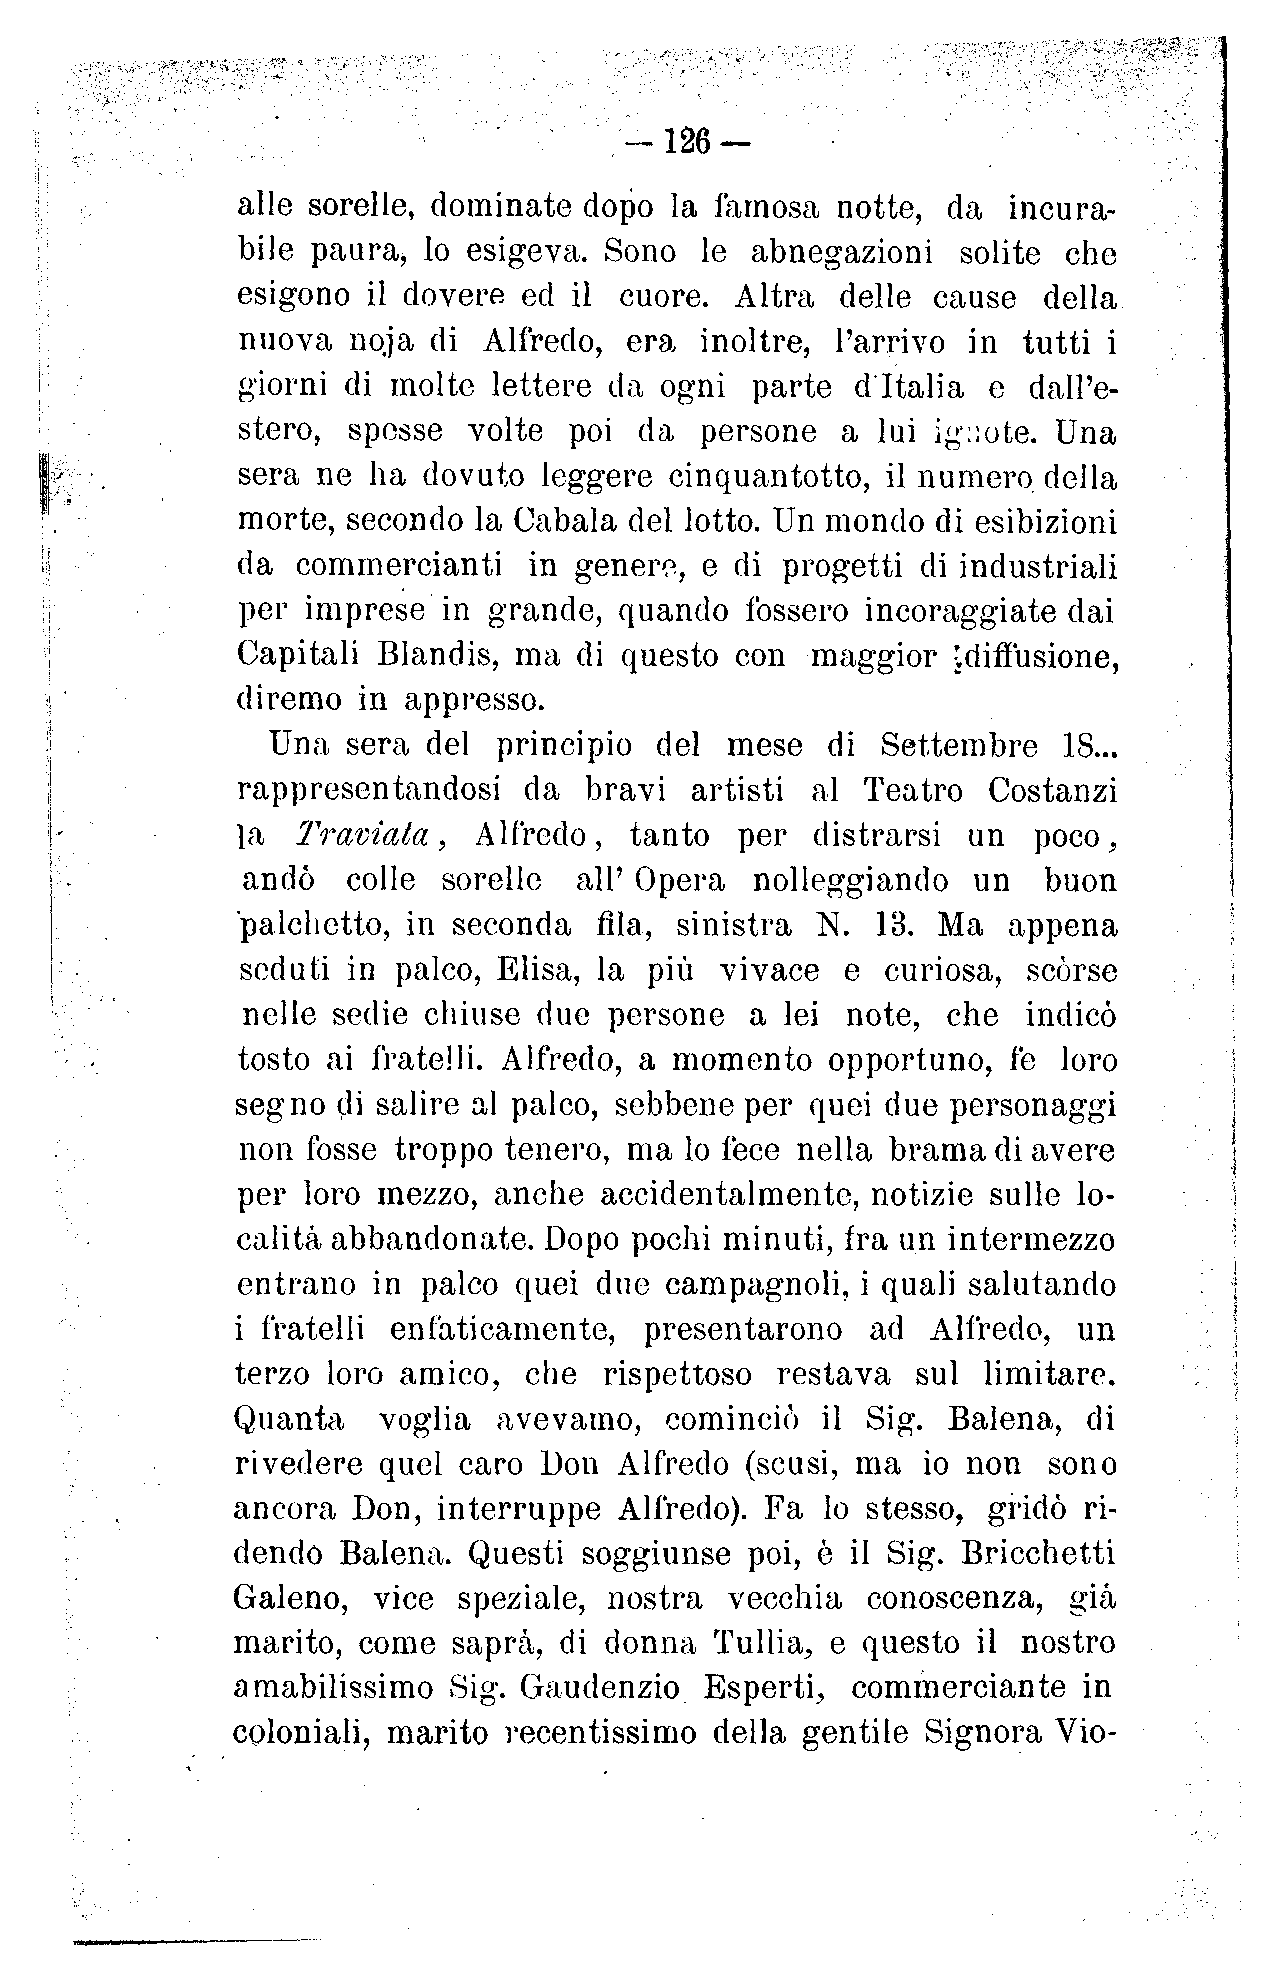 — 126 —
alle sorelle, dominate dopo la famosa notte, da incura-
bile paura, lo esigeva. Sono le abnegazioni solite che
esigono il dovere ed il cuore. Altra delle cause della
nuova noja di Alfredo, era inoltre, l'arrivo in tutti i
giorni di molte lettere da ogni parte d'Italia e dall'e-
stero, spesse volte poi da persone a lui ignote. Una
sera ne ha dovuto leggere cinquantotto, il numero della
morte, secondo la Cabala del lotto. Un mondo di esibizioni
da commercianti in genere, e di progetti di industriali
per imprese in grande, quando fossero incoraggiate dai
Capitali Blandis, ma di questo con maggior diffusione,
diremo in appresso.
Una sera del principio del mese di Settembre 18...
rappresentandosi da bravi artisti al Teatro Costanzi
la Traviata, Alfredo, tanto per distrarsi un poco,
andò colle sorelle all' Opera nolleggiando un buon
palchetto, in seconda fila, sinistra N. 13. Ma appena
seduti in palco, Elisa, la più vivace e curiosa, scòrse
nelle sedie chiuse due persone a lei note, che indicò
tosto ai fratelli. Alfredo, a momento opportuno, fe loro
segno di salire al palco, sebbene per quei due personaggi
non fosse troppo tenero, ma lo fece nella brama di avere
per loro mezzo, anche accidentalmente, notizie sulle lo-
calità abbandonate. Dopo pochi minuti, fra un intermezzo
entrano in palco quei due campagnoli, i quali salutando
i fratelli enfaticamente, presentarono ad Alfredo, un
terzo loro amico, che rispettoso restava sul limitare.
Quanta voglia avevamo, cominciò il Sig. Balena, di
rivedere quel caro Don Alfredo (scusi, ma io non sono
ancora Don, interruppe Alfredo). Fa lo stesso, gridò ri-
dendo Balena. Questi soggiunse poi, è il Sig. Bricchetti
Galeno, vice speziale, nostra vecchia conoscenza, già
marito, come saprà, di donna Tullia, e questo il nostro
amabilissimo Sig. Gaudenzio Esperti, commerciante in
coloniali, marito recentissimo della gentile Signora Vio-